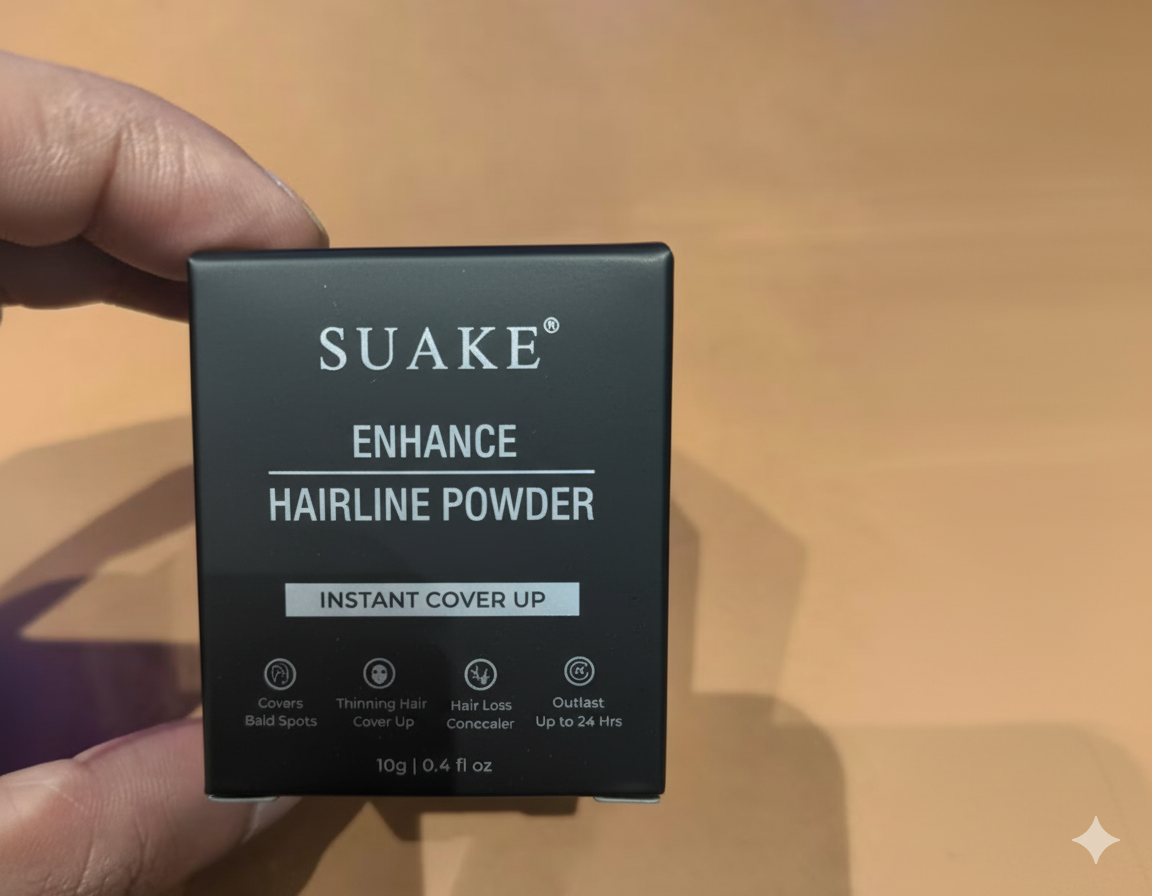 SUAKE®
ENHANCE
HAIRLINE POWDER
INSTANT COVER UP
Covers
Bald Spots
Thinning Hair
Cover Up
Hair Loss
Conccaler
Outlast
Up to 24 Hrs
10g | 0.4 fl oz